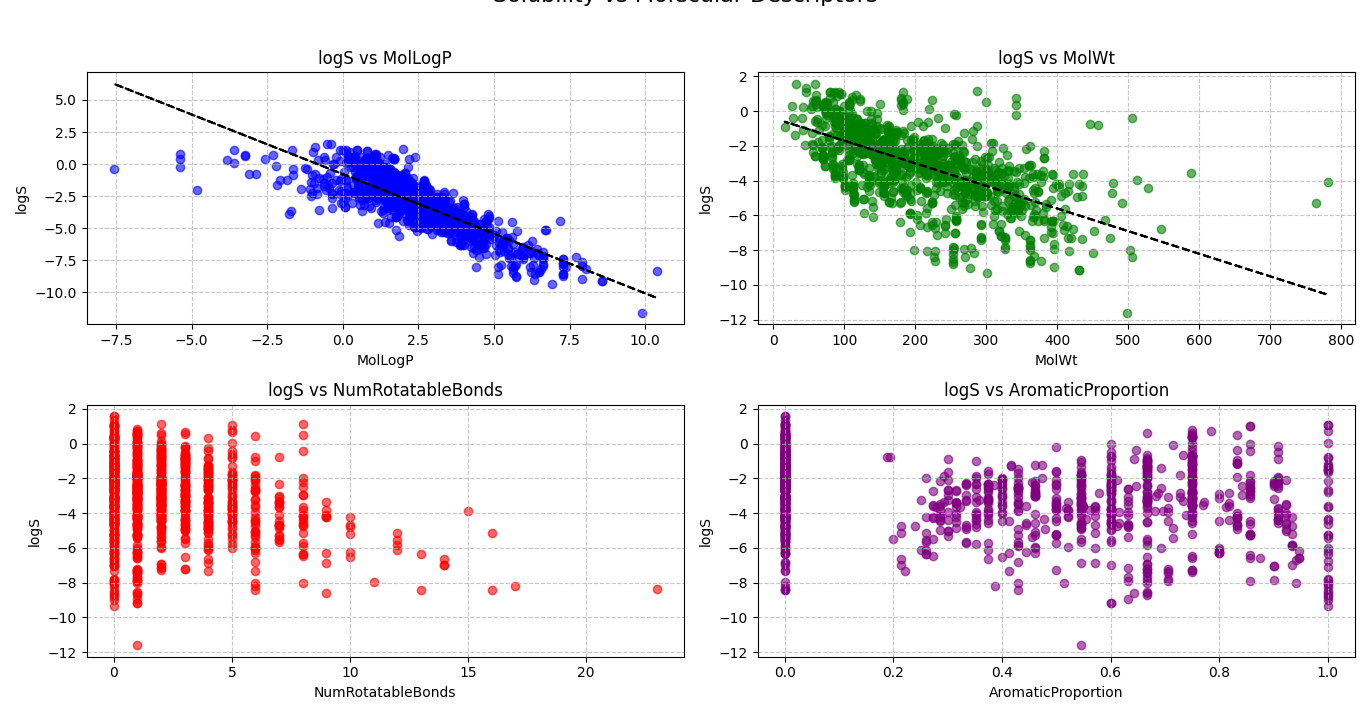 Solubility vs Molecular Descriptors
logS vs MolLogP
5.0
2.5
0.0
−2.5
−5.0
−7.5
−10.0
logS
−7.5 −5.0 −2.5 0.0 2.5 5.0 7.5 10.0
MolLogP
logS vs MolWt
2
0
−2
−4
−6
−8
−10
−12
logS
0 100 200 300 400 500 600 700 800
MolWt
logS vs NumRotatableBonds
2
0
−2
−4
−6
−8
−10
−12
logS
0 5 10 15 20
NumRotatableBonds
logS vs AromaticProportion
2
0
−2
−4
−6
−8
−10
−12
logS
0.0 0.2 0.4 0.6 0.8 1.0
AromaticProportion